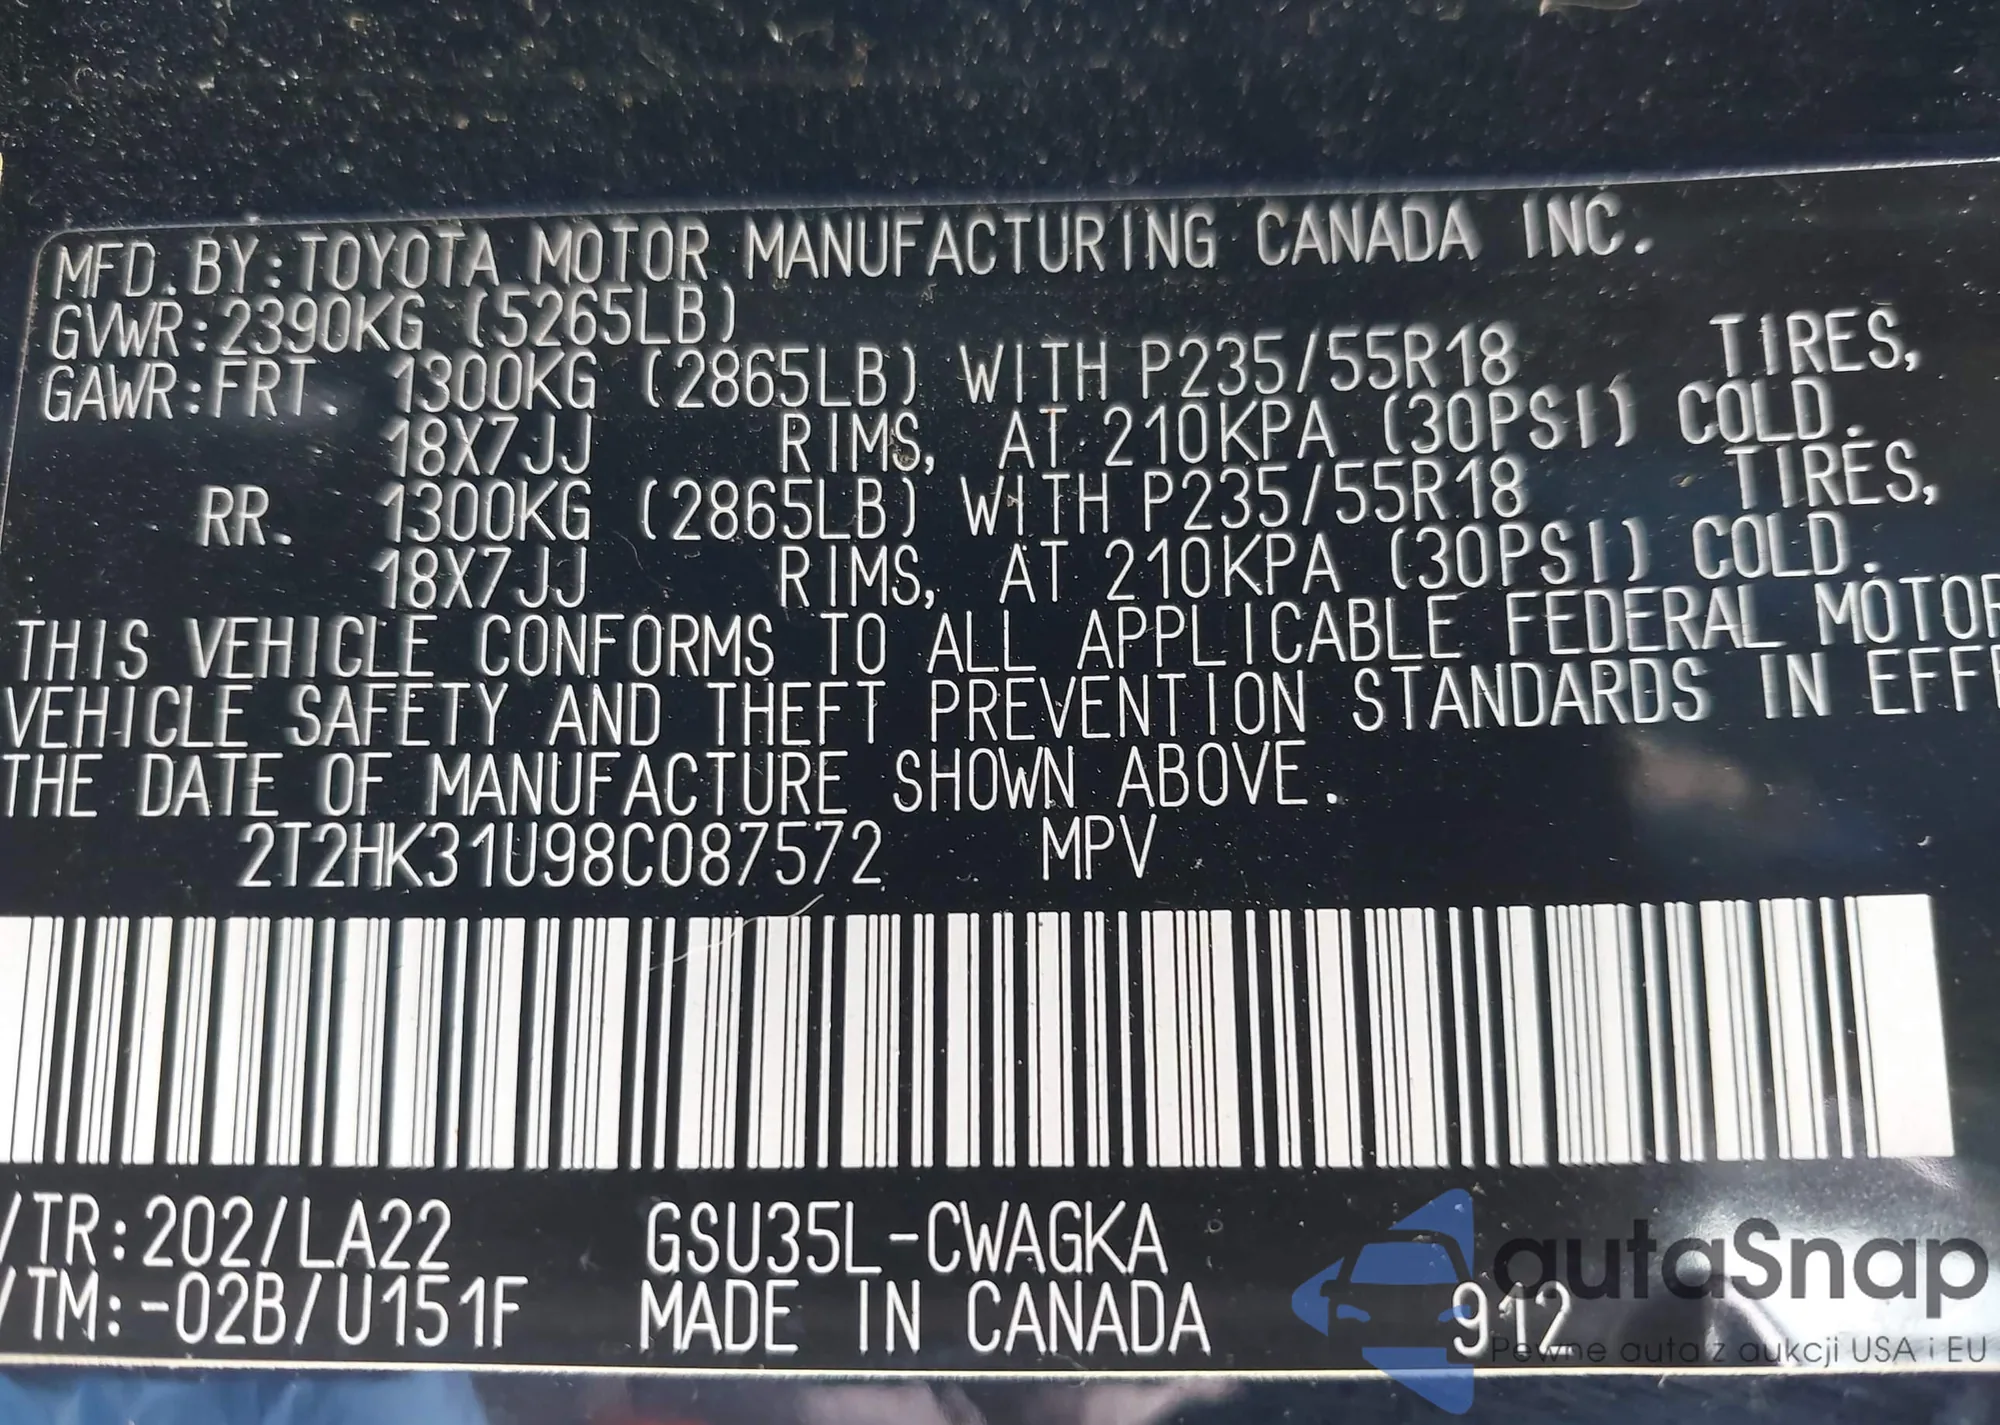 MFD.BY:TOYOTA MOTOR MANUFACTURING CANADA INC.
GVWR:2390KG (5265LB)
GAWR:FRT. 1300KG (2865LB) WITH P235/55R18 TIRES,
18X7JJ RIMS, AT 210KPA (30PSI) COLD.
RR. 1300KG (2865LB) WITH P235/55R18 TIRES,
18X7JJ RIMS, AT 210KPA (30PSI) COLD.
THIS VEHICLE CONFORMS TO ALL APPLICABLE FEDERAL MOTOR
VEHICLE SAFETY AND THEFT PREVENTION STANDARDS IN EFFE
THE DATE OF MANUFACTURE SHOWN ABOVE.
2T2HK31U98C087572 MPV
/TR:202/LA22 GSU35L-CWAGKA
/TM:-02B/U151F MADE IN CANADA 912
autaSnap
Pewne auta z aukcji USA i EU